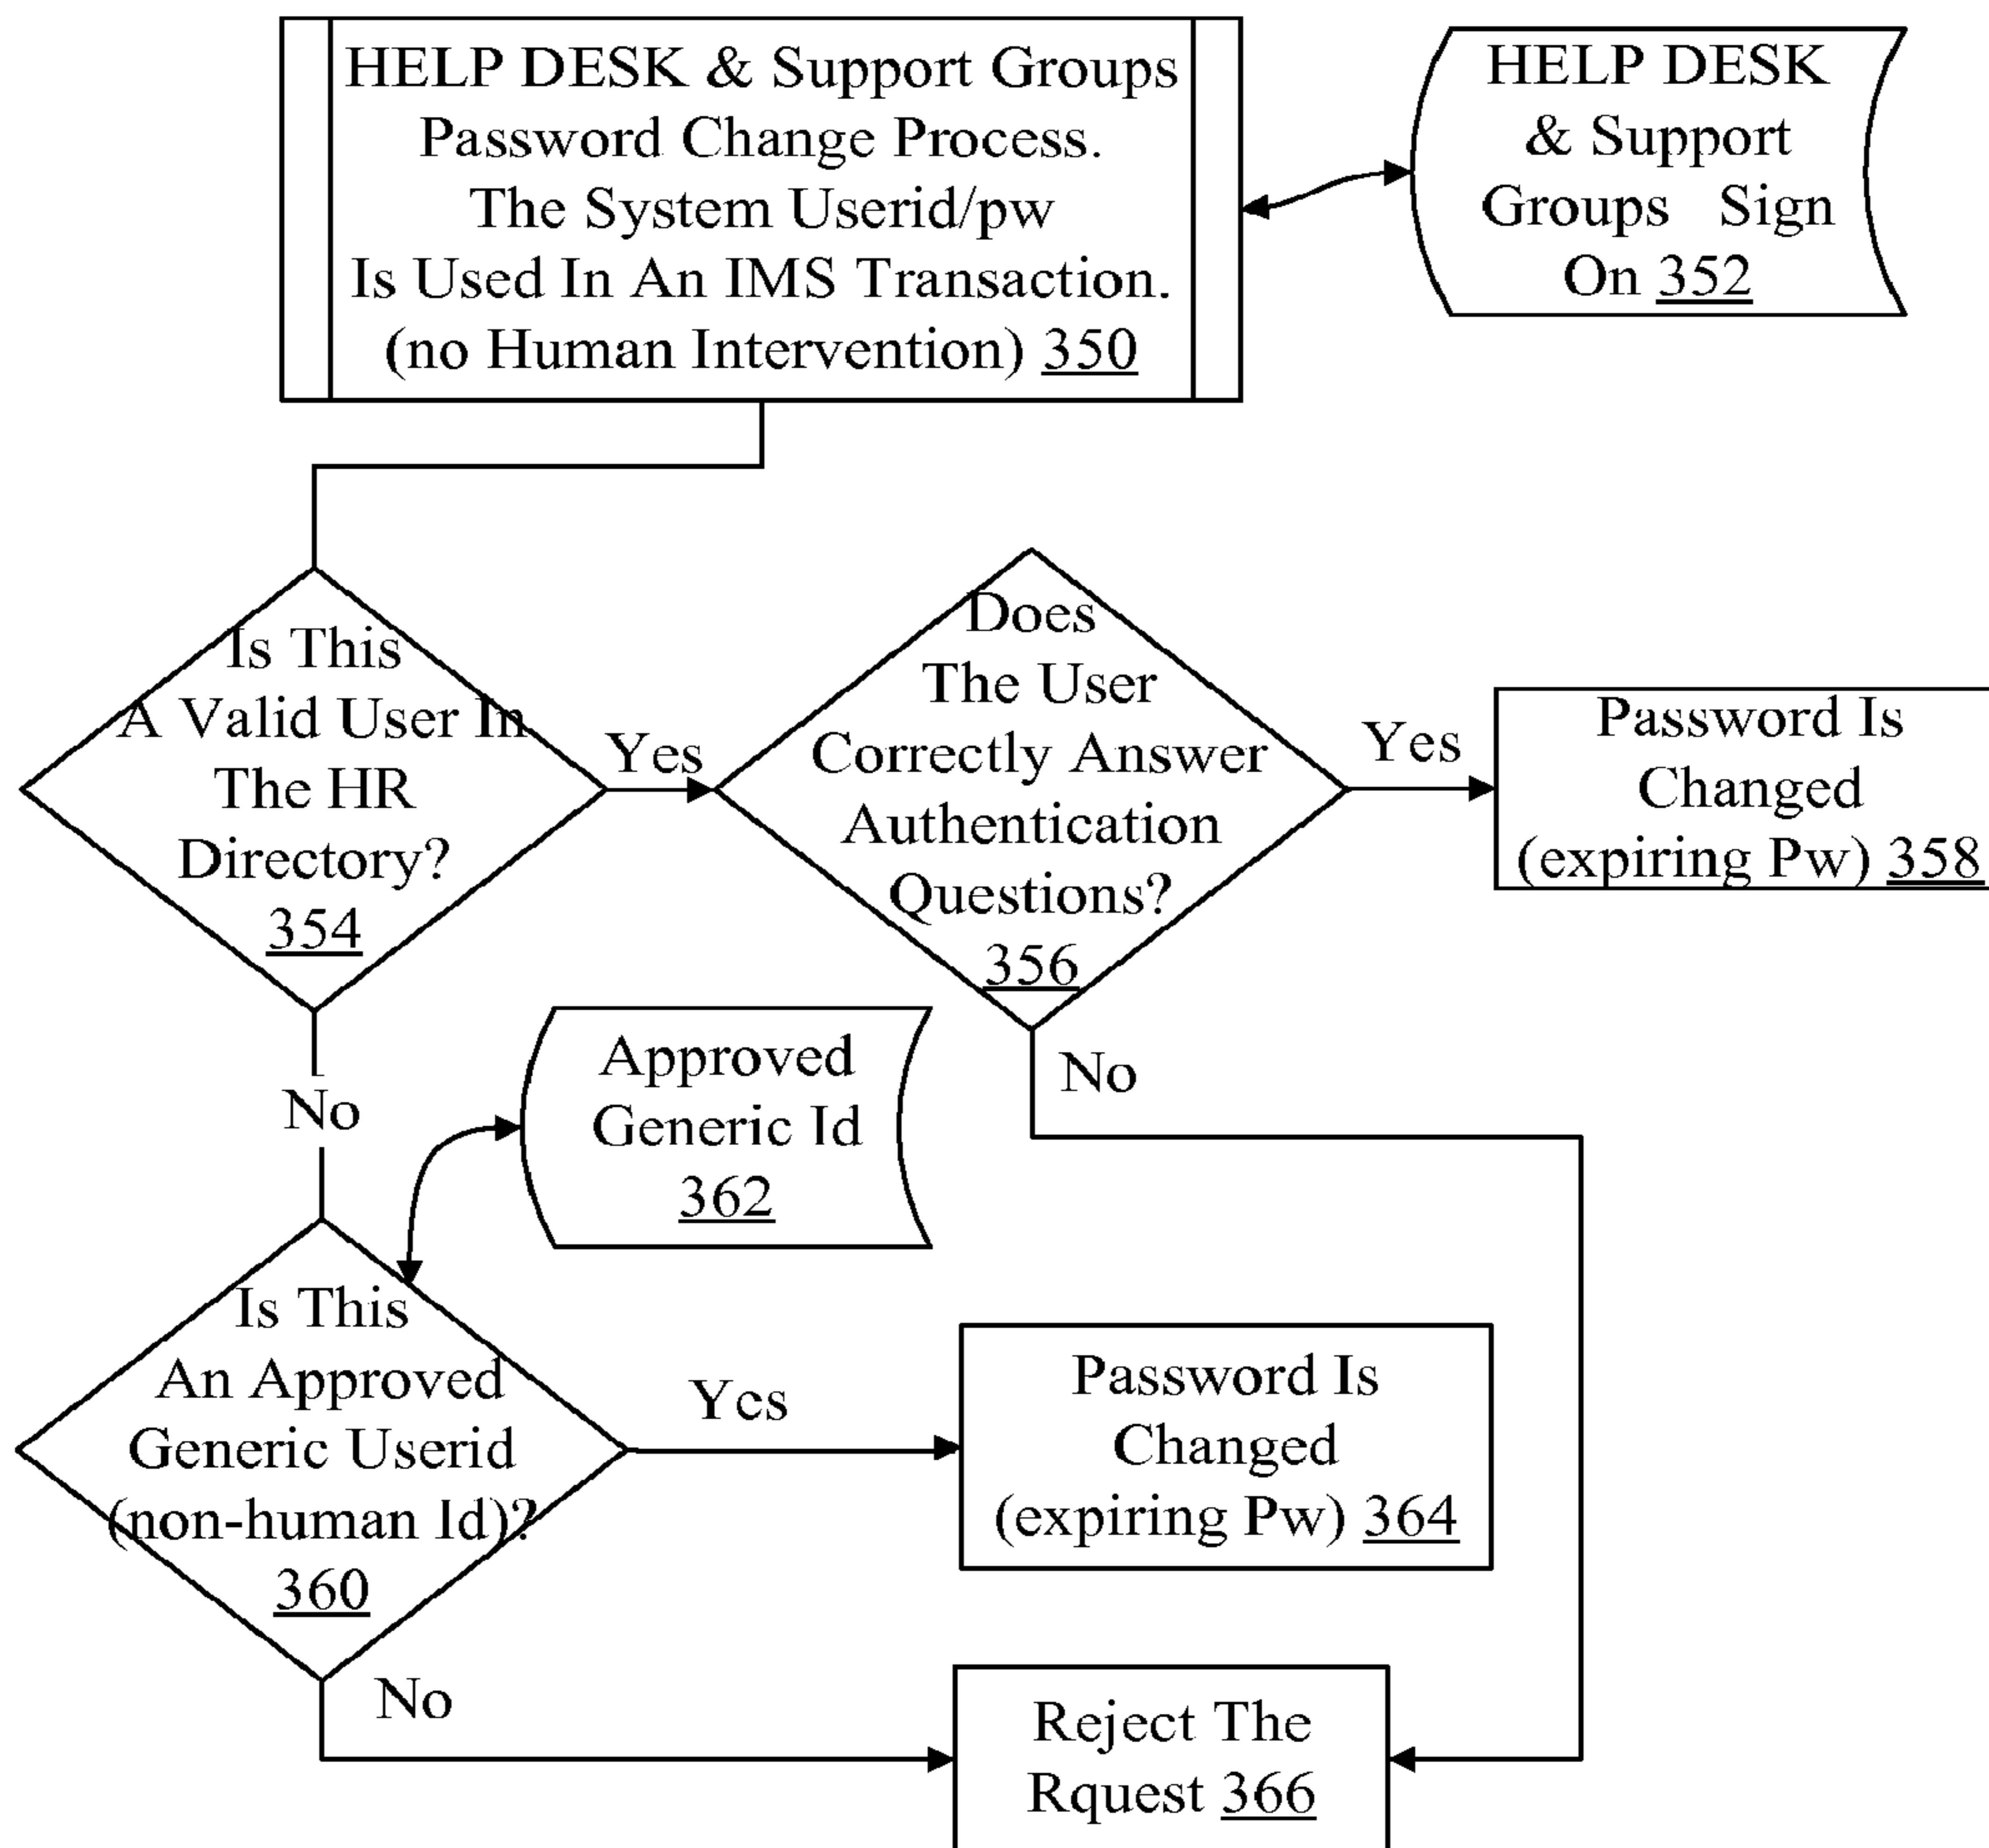 HELP DESK & Support Groups
Password Change Process.
The System Userid/pw
Is Used In An IMS Transaction.
(no Human Intervention) 350
HELP DESK
& Support
Groups Sign
On 352
Is This
A Valid User In
The HR
Directory?
354
Yes
Does
The User
Correctly Answer
Authentication
Questions?
356
Yes
Password Is
Changed
(expiring Pw) 358
No
No
Approved
Generic Id
362
Is This
An Approved
Generic Userid
(non-human Id)?
360
Yes
Password Is
Changed
(expiring Pw) 364
No
Reject The
Rquest 366